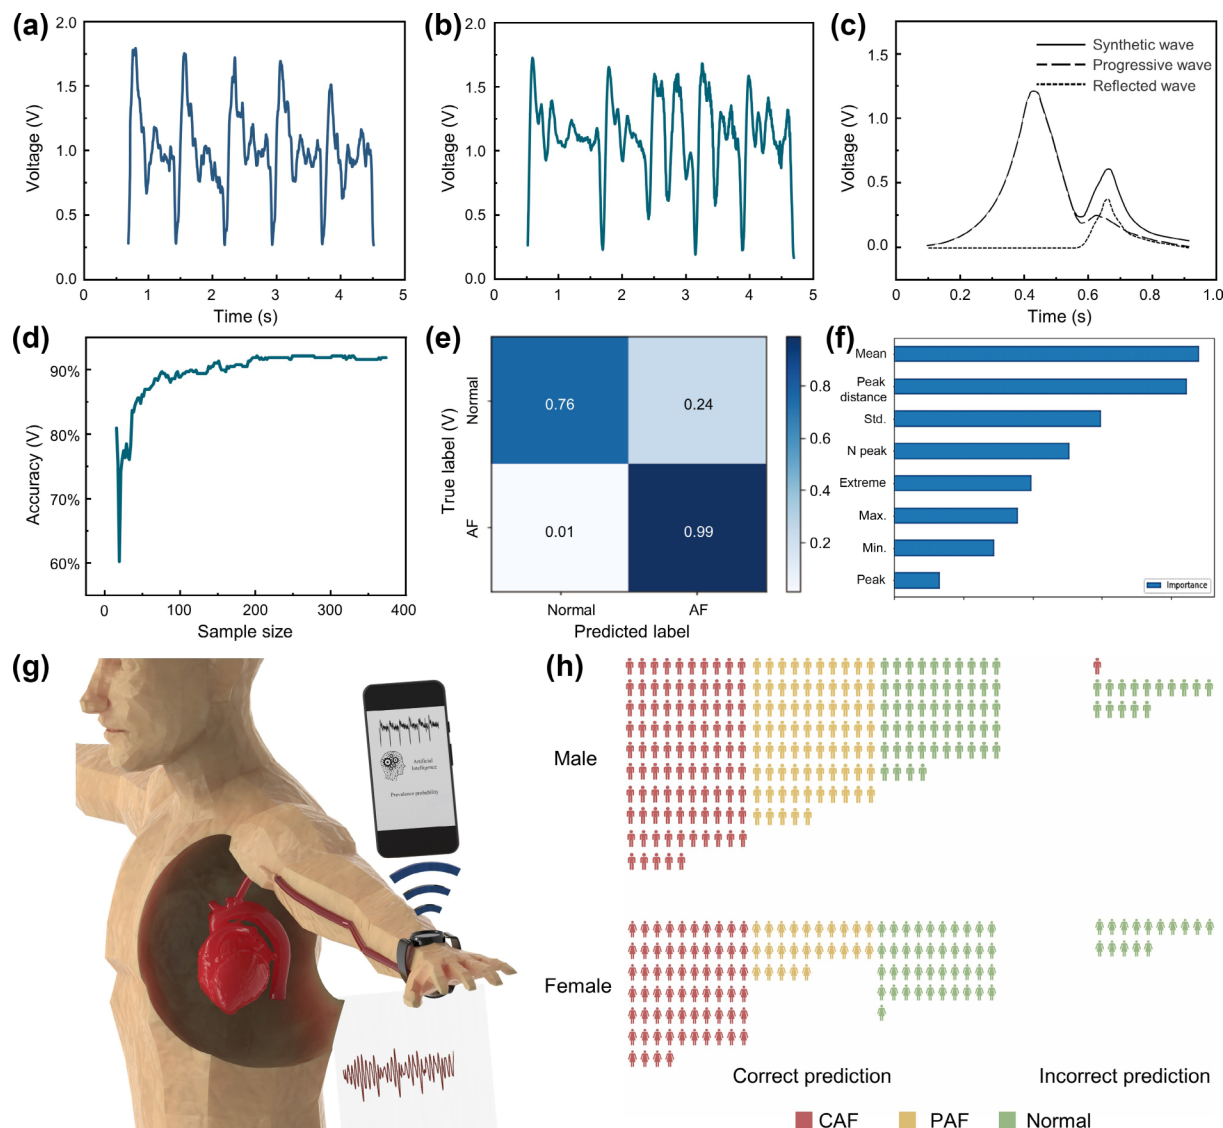 (a)
2.0
1.5
1.0
0.5
0.0
Voltage (V)
0
1
2
3
4
5
Time (s)
(b)
2.0
1.5
1.0
0.5
0.0
Voltage (V)
0
1
2
3
4
5
Time (s)
(c)
1.5
1.0
0.5
0.0
Voltage (V)
Synthetic wave
Progressive wave
Reflected wave
0
0.2
0.4
0.6
0.8
1.0
Time (s)
(d)
90%
80%
70%
60%
Accuracy (V)
0
100
200
300
400
Sample size
(e)
True label (V)
Normal
AF
0.76
0.24
0.01
0.99
Normal
AF
Predicted label
0.8
0.6
0.4
0.2
(f)
Mean
Peak
distance
Std.
N peak
Extreme
Max.
Min.
Peak
Importance
(g)
Artificial
Intelligence
Prevalence probability
(h)
Male
Female
Correct prediction
Incorrect prediction
CAF
PAF
Normal